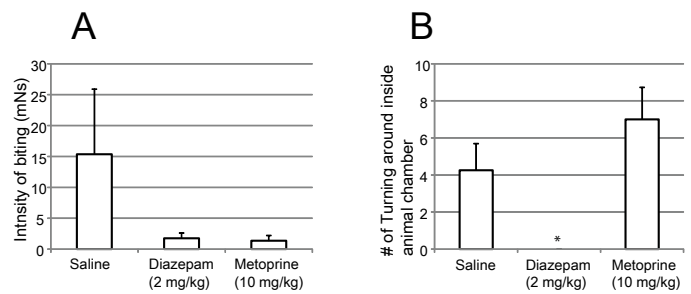 A
Intnsity of biting (mNs)
35
30
25
20
15
10
5
0
Saline
Diazepam
(2 mg/kg)
Metoprine
(10 mg/kg)
B
# of Turning around inside
animal chamber
10
8
6
4
2
0
*
Saline
Diazepam
(2 mg/kg)
Metoprine
(10 mg/kg)